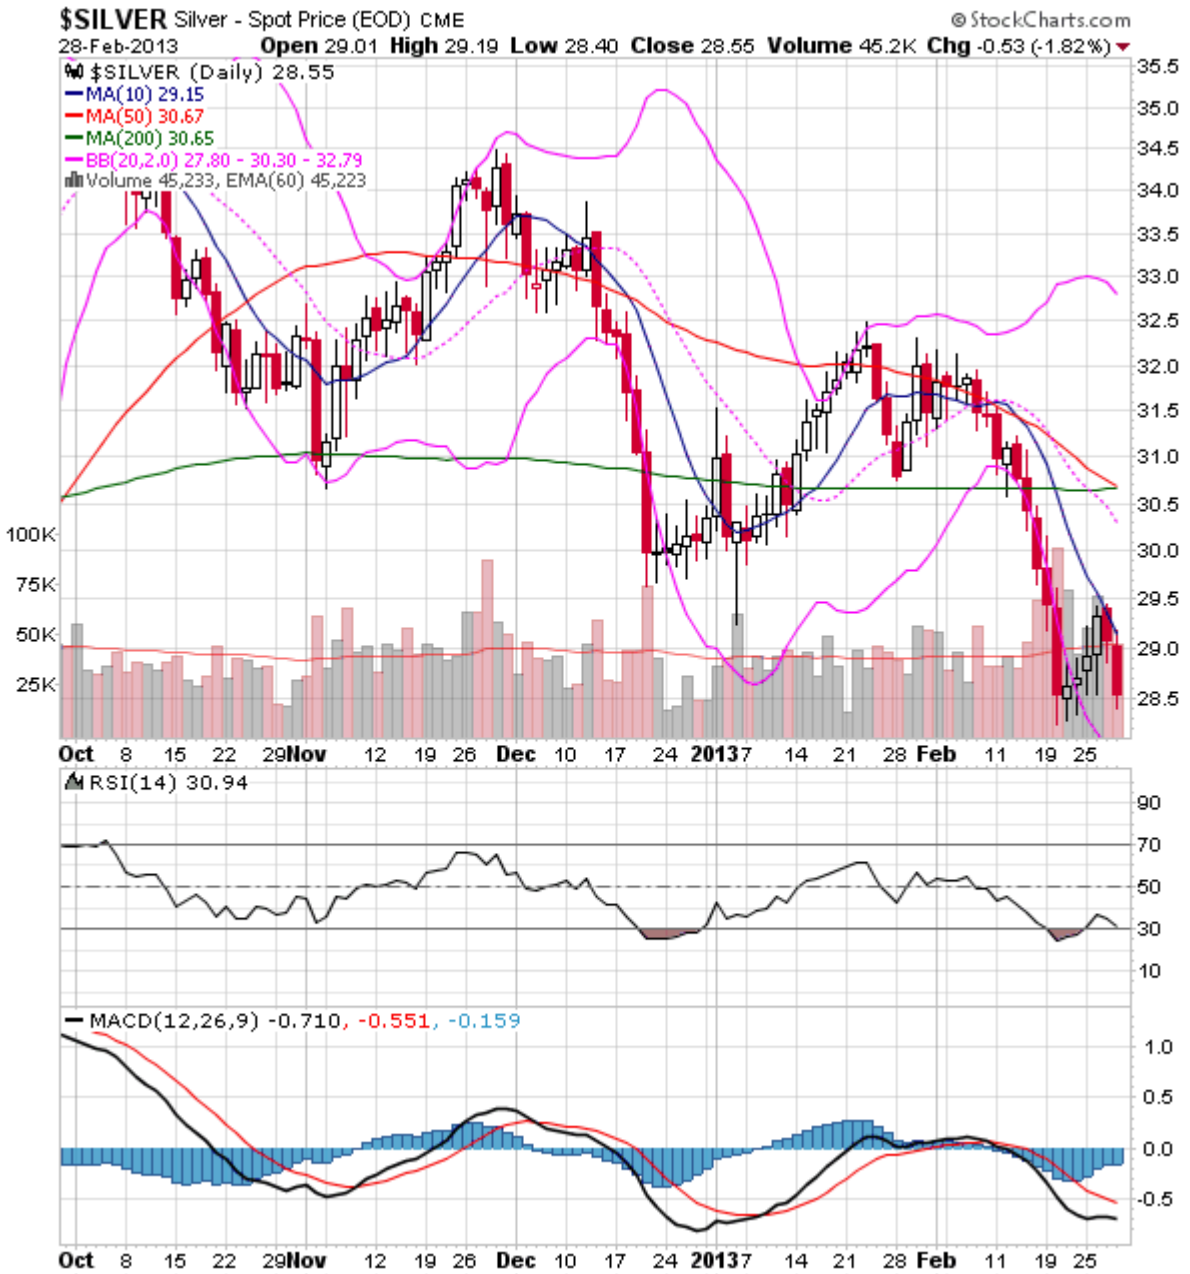 $SILVER Silver - Spot Price (EOD) CME © StockCharts.com
28-Feb-2013 Open 29.01 High 29.19 Low 28.40 Close 28.55 Volume 45.2K Chg -0.53 (-1.82%)
$SILVER (Daily) 28.55
MA(10) 29.15
MA(50) 30.67
MA(200) 30.65
BB(20,2.0) 27.80 - 30.30 - 32.79
Volume 45,233, EMA(60) 45,223
35.5
35.0
34.5
34.0
33.5
33.0
32.5
32.0
31.5
31.0
30.5
30.0
29.5
29.0
28.5
100K
75K
50K
25K
Oct 8 15 22 29 Nov 12 19 26 Dec 10 17 24 2013 7 14 21 28 Feb 11 19 25
RSI(14) 30.94
90
70
50
30
10
MACD(12,26,9) -0.710, -0.551, -0.159
1.0
0.5
0.0
-0.5
Oct 8 15 22 29 Nov 12 19 26 Dec 10 17 24 2013 7 14 21 28 Feb 11 19 25